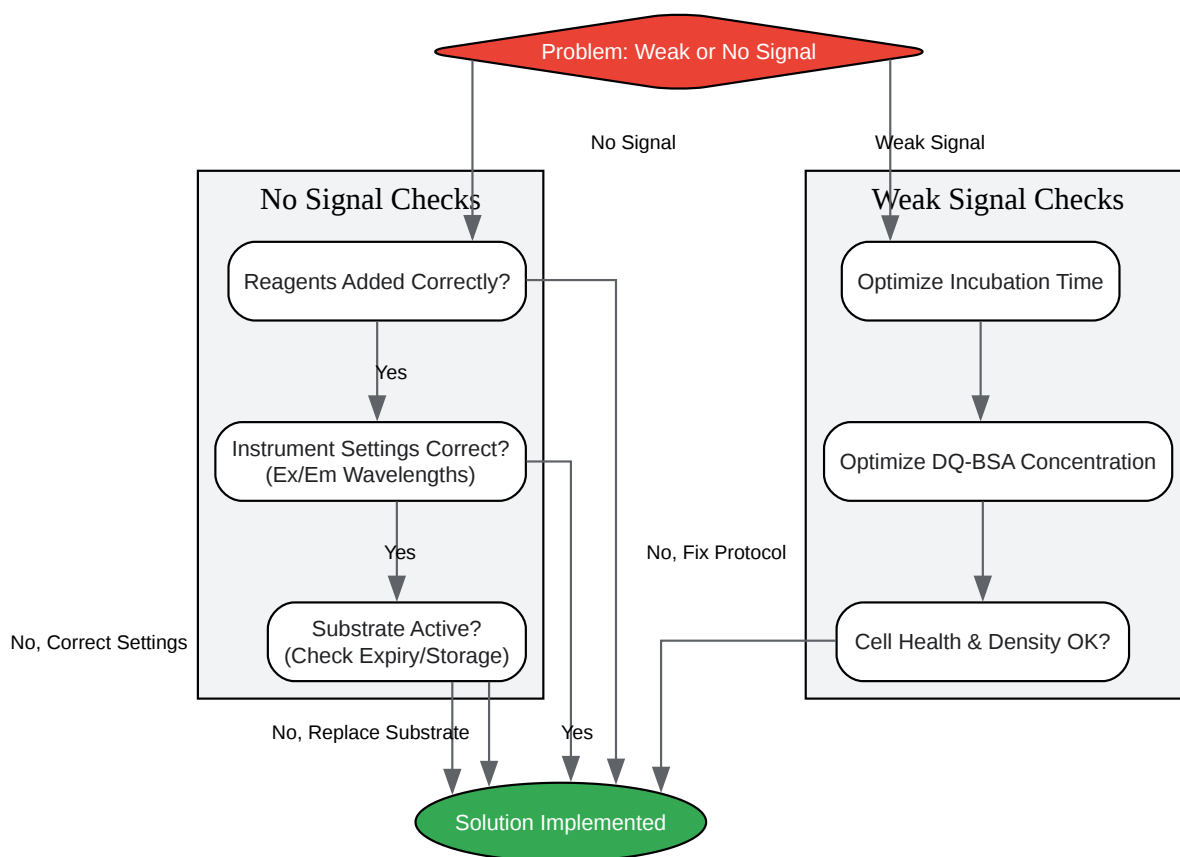 Problem: Weak or No Signal
No Signal
Weak Signal
No Signal Checks
Weak Signal Checks
Reagents Added Correctly?
Optimize Incubation Time
Yes
Instrument Settings Correct?
(Ex/Em Wavelengths)
Optimize DQ-BSA Concentration
Yes
No, Fix Protocol
Substrate Active?
(Check Expiry/Storage)
Cell Health & Density OK?
No, Correct Settings
No, Replace Substrate
Yes
Solution Implemented